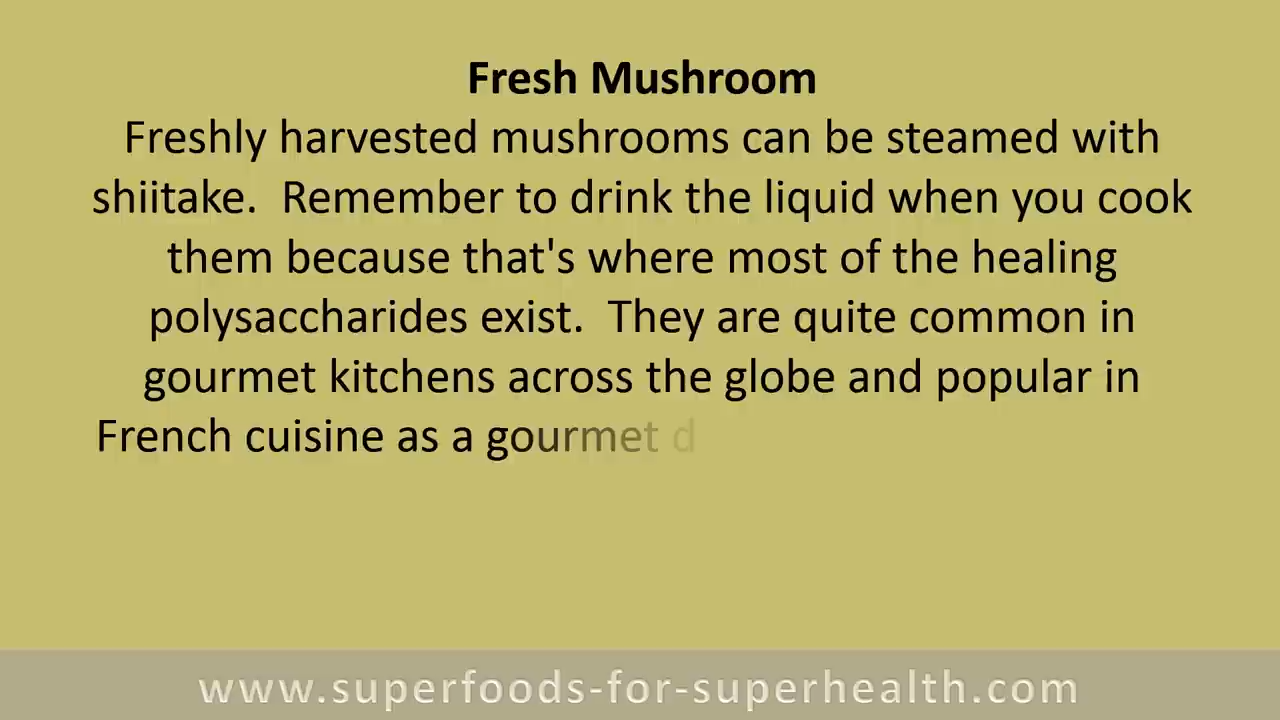 Fresh Mushroom
Freshly harvested mushrooms can be steamed with
shiitake.  Remember to drink the liquid when you cook
them because that's where most of the healing
polysaccharides exist.  They are quite common in
gourmet kitchens across the globe and popular in
French cuisine as a gourmet d
www.superfoods-for-superhealth.com